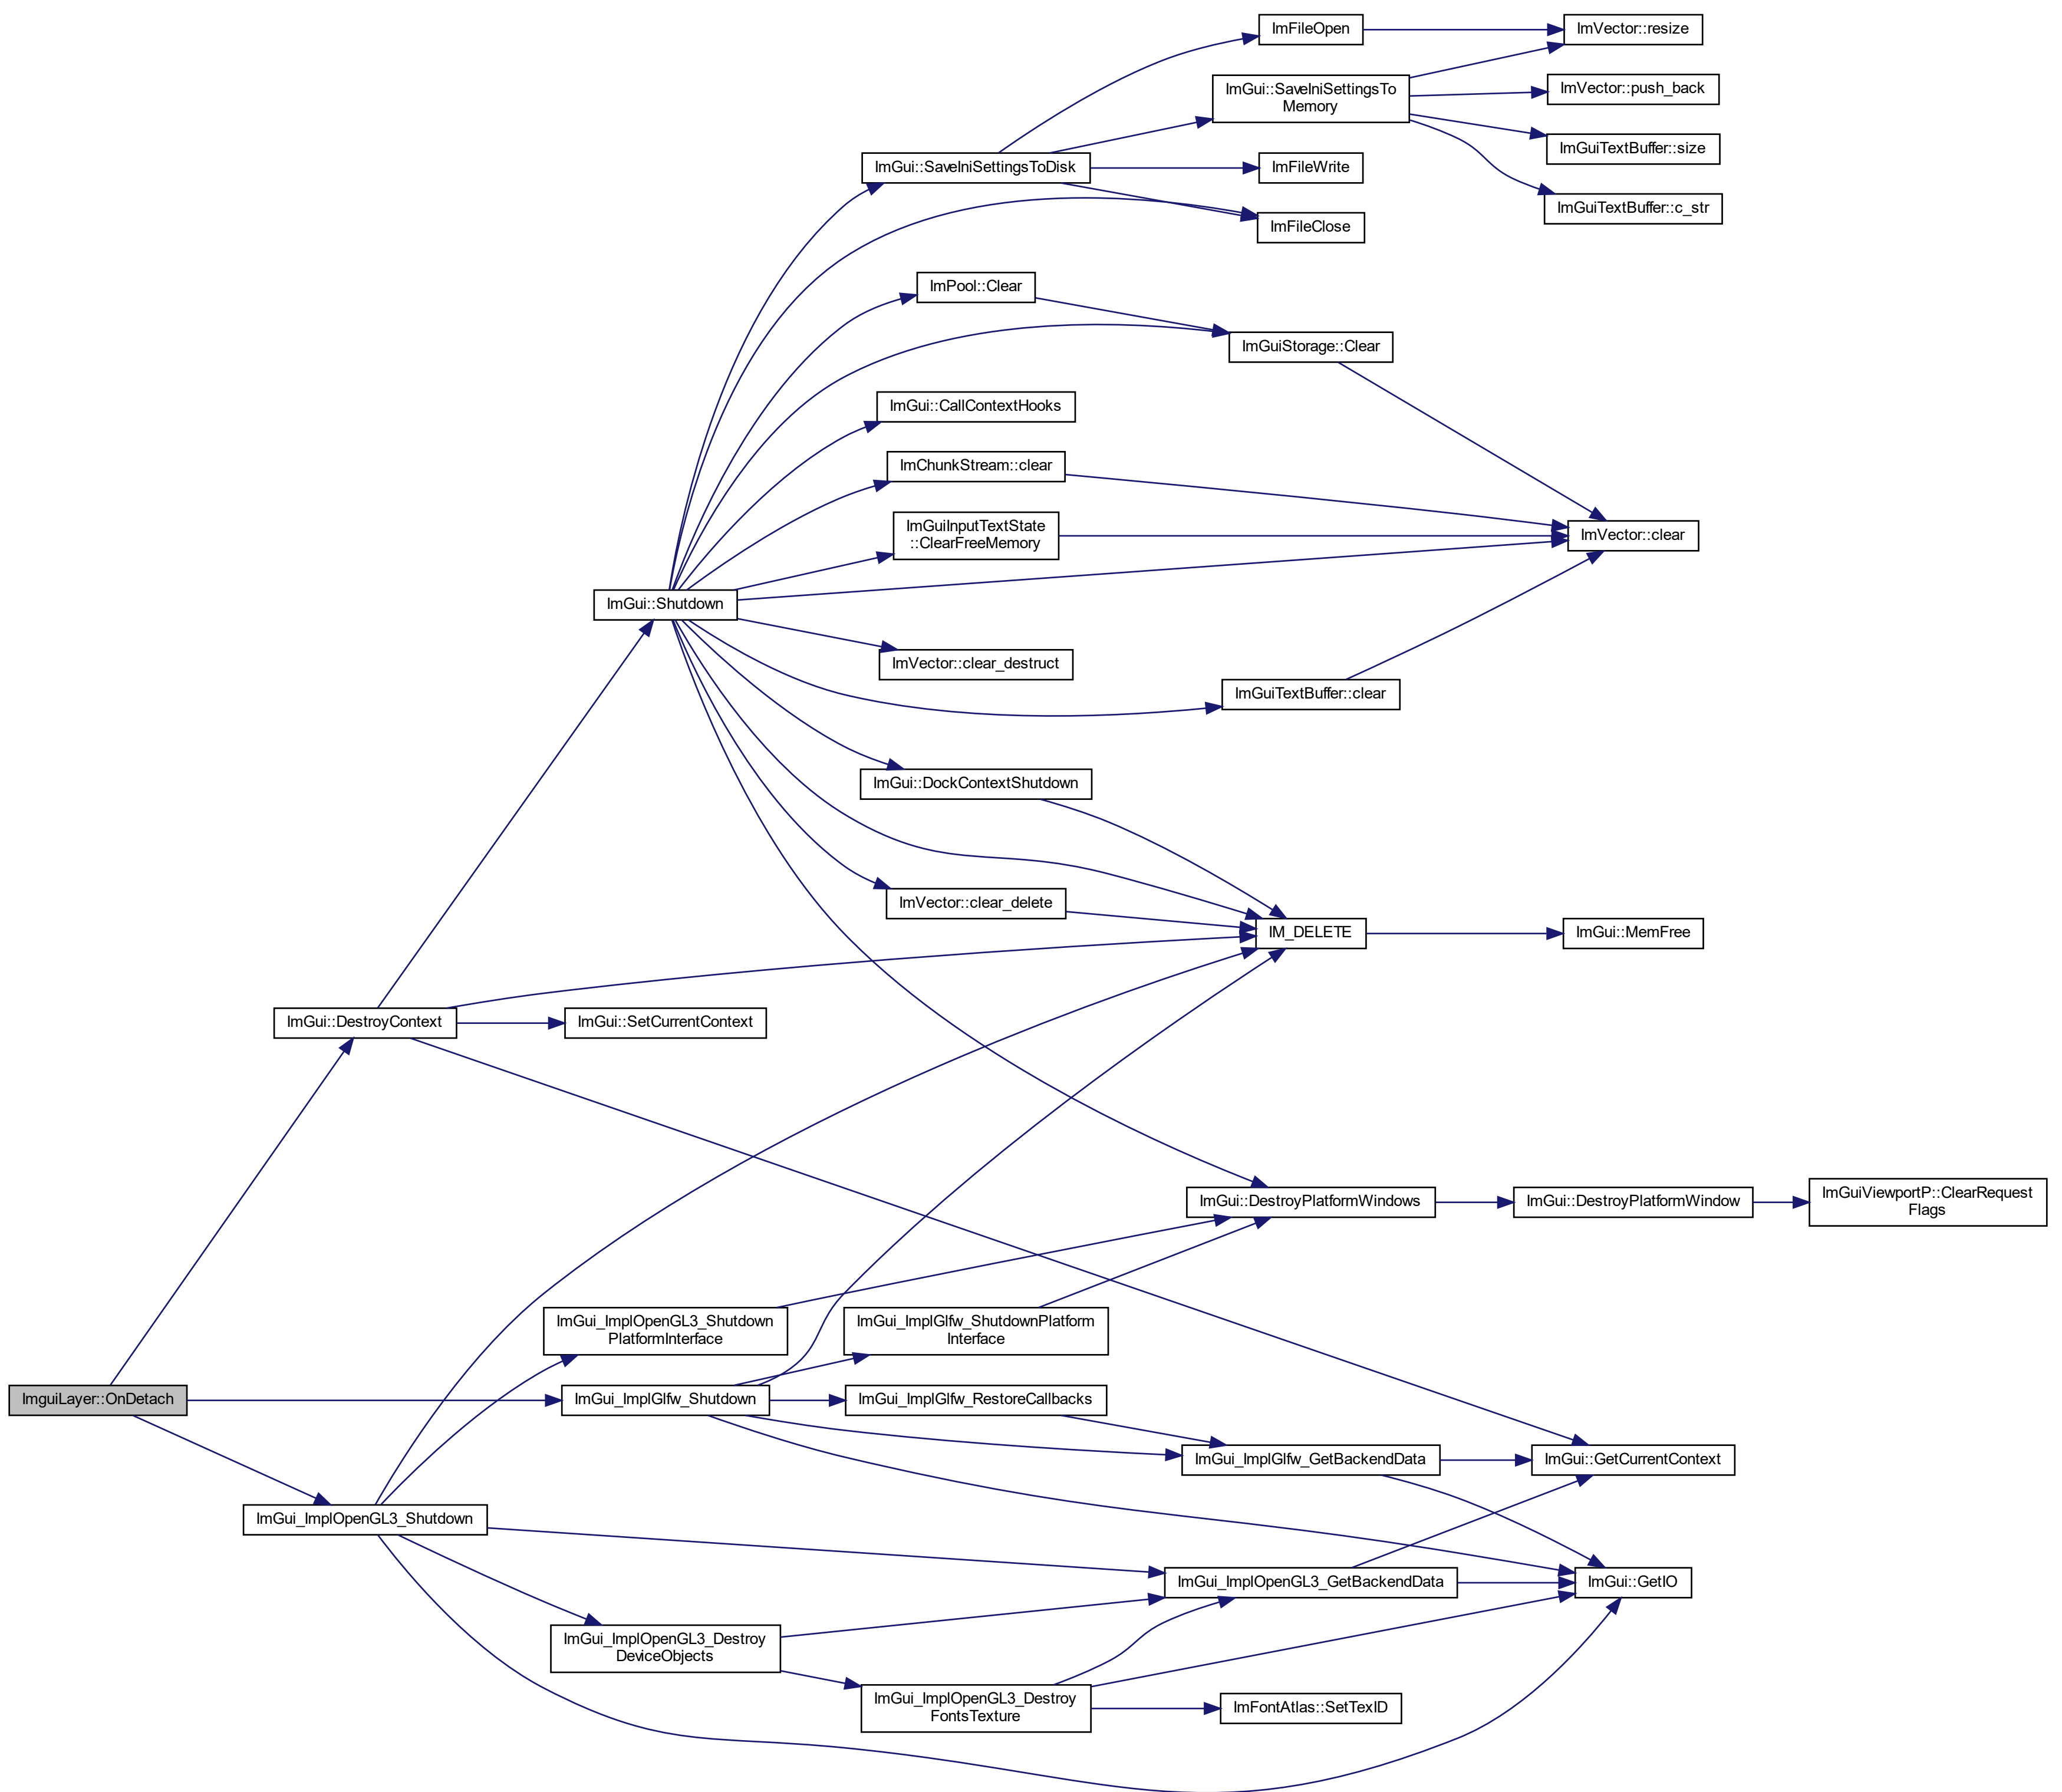 ImFileOpen
ImVector::resize
ImGui::SaveIniSettingsTo
Memory
ImVector::push_back
ImGui::SaveIniSettingsToDisk
ImFileWrite
ImGuiTextBuffer::size
ImGuiTextBuffer::c_str
ImFileClose
ImPool::Clear
ImGuiStorage::Clear
ImGui::CallContextHooks
ImChunkStream::clear
ImGuiInputTextState
::ClearFreeMemory
ImVector::clear
ImGui::Shutdown
ImVector::clear_destruct
ImGuiTextBuffer::clear
ImGui::DockContextShutdown
ImVector::clear_delete
IM_DELETE
ImGui::MemFree
ImGui::DestroyContext
ImGui::SetCurrentContext
ImGui::DestroyPlatformWindows
ImGui::DestroyPlatformWindow
ImGuiViewportP::ClearRequest
Flags
ImGui_ImplOpenGL3_Shutdown
PlatformInterface
ImGui_ImplGlfw_ShutdownPlatform
Interface
ImguiLayer::OnDetach
ImGui_ImplGlfw_Shutdown
ImGui_ImplGlfw_RestoreCallbacks
ImGui_ImplGlfw_GetBackendData
ImGui::GetCurrentContext
ImGui_ImplOpenGL3_Shutdown
ImGui_ImplOpenGL3_GetBackendData
ImGui::GetIO
ImGui_ImplOpenGL3_Destroy
DeviceObjects
ImGui_ImplOpenGL3_Destroy
FontsTexture
ImFontAtlas::SetTexID